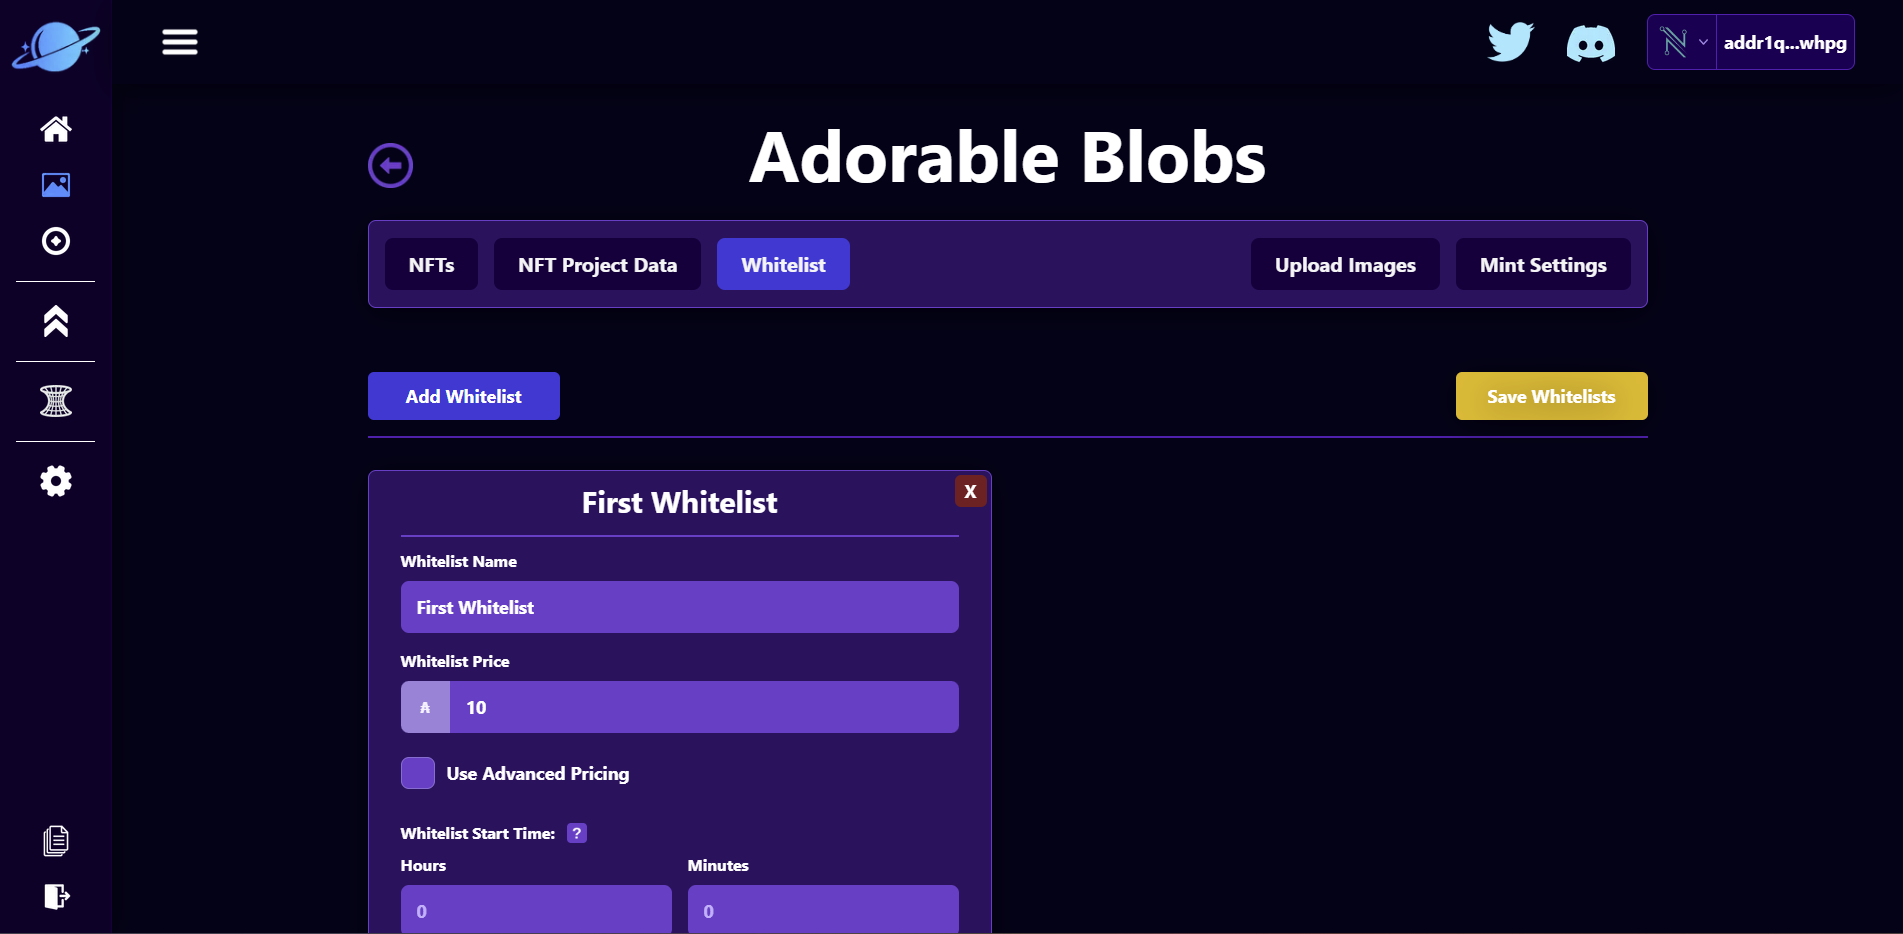 addr1q...whpg
Adorable Blobs
NFTs
NFT Project Data
Whitelist
Upload Images
Mint Settings
Add Whitelist
Save Whitelists
First Whitelist
X
Whitelist Name
First Whitelist
Whitelist Price
₳
10
Use Advanced Pricing
Whitelist Start Time: ?
Hours
Minutes
0
0